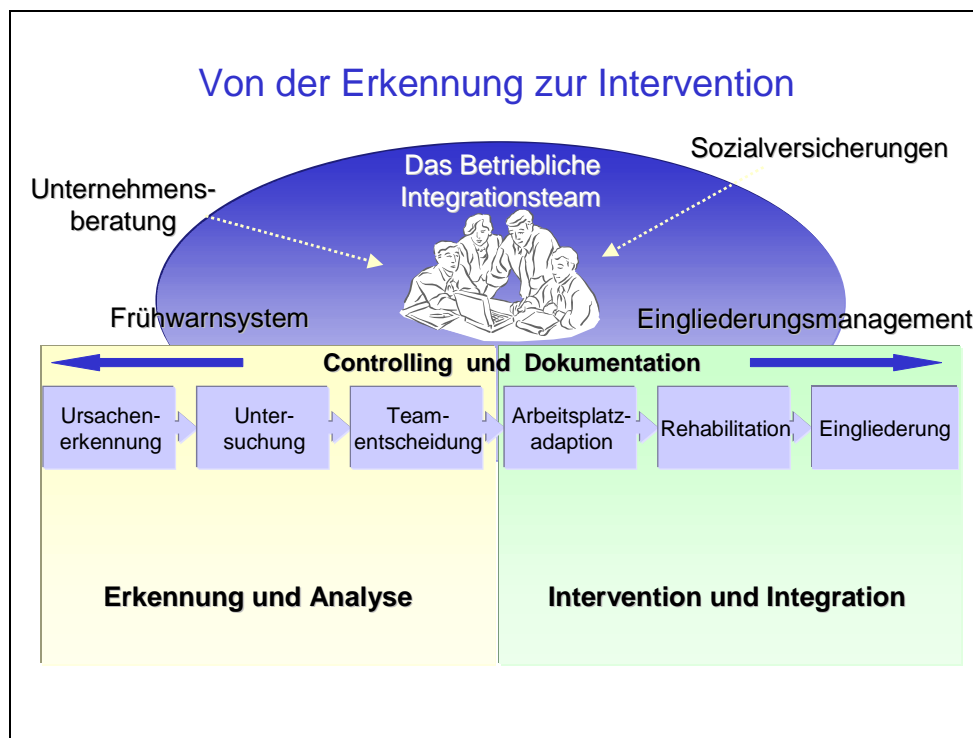 Von der Erkennung zur Intervention
Das Betriebliche
Integrationsteam
Sozialversicherungen
Unternehmens-
beratung
Frühwarnsystem
Eingliederungsmanagement
Controlling und Dokumentation
Ursachen-
erkennung
Unter-
suchung
Team-
entscheidung
Arbeitsplatz-
adaption
Rehabilitation
Eingliederung
Erkennung und Analyse
Intervention und Integration